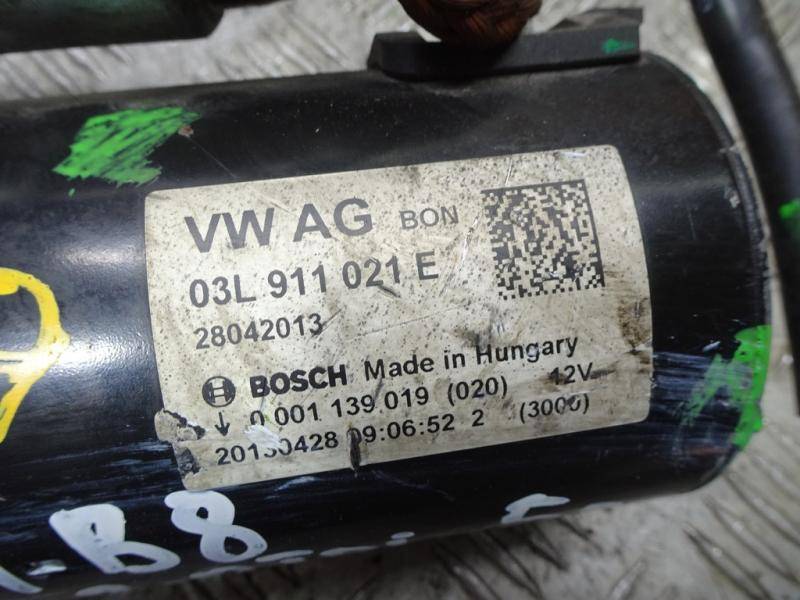 VW AG BON
03L 911 021 E
28042013
BOSCH Made in Hungary
0 001 139 019 (020) 12V
20130428 09:06:52 2 (3000)
B8